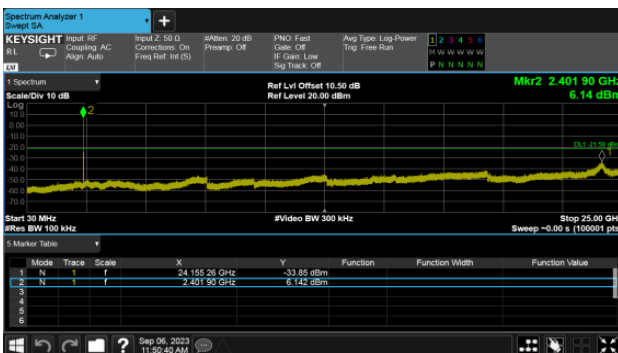 Spectrum Analyzer 1
Swept SA
KEYSIGHT Input: RF Input Z: 50 Ω #Atten: 20 dB PNO: Fast Avg Type: Log-Power 1 2 3 4 5 6
RL Coupling: AC Corrections: On Preamp: Off Gate: Off Trig: Free Run M W W W W W
Align: Auto Freq Ref: Int (S) IF Gain: Low
Sig Track: Off P N N N N N
LXI
1 Spectrum Ref Lvl Offset 10.50 dB Mkr2 2.401 90 GHz
Scale/Div 10 dB Ref Level 20.00 dBm 6.14 dBm
Log
10.0 2
0.00
-10.0
-20.0 DL1 -21.59 dBm
-30.0 1
-40.0
-50.0
-60.0
-70.0
Start 30 MHz #Video BW 300 kHz Stop 25.00 GHz
#Res BW 100 kHz Sweep ~0.00 s (100001 pts)
5 Marker Table
Mode Trace Scale X Y Function Function Width Function Value
1 N 1 f 24.155 26 GHz -33.85 dBm
2 N 1 f 2.401 90 GHz 6.142 dBm
3
4
5
6
? Sep 06, 2023
11:50:40 AM